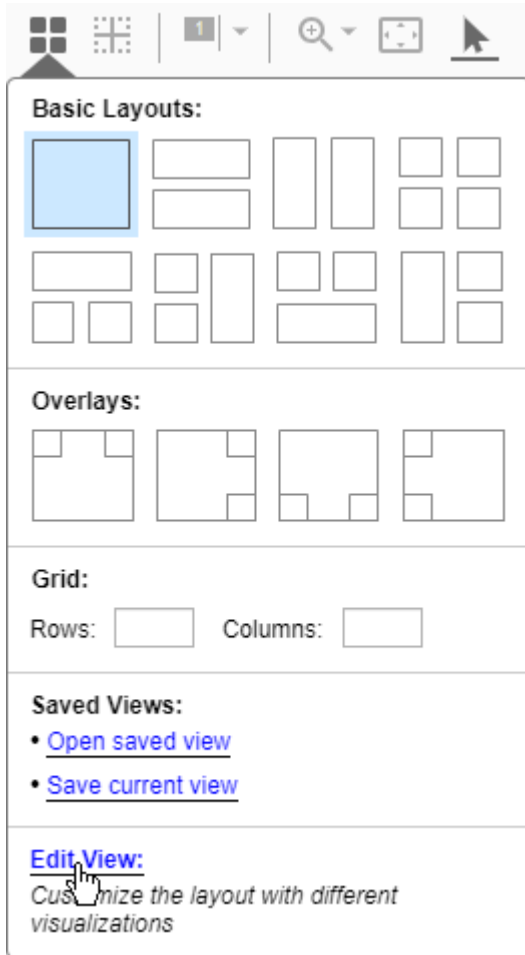 1
Basic Layouts:
Overlays:
Grid:
Rows: Columns:
Saved Views:
• Open saved view
• Save current view
Edit View:
Customize the layout with different
visualizations